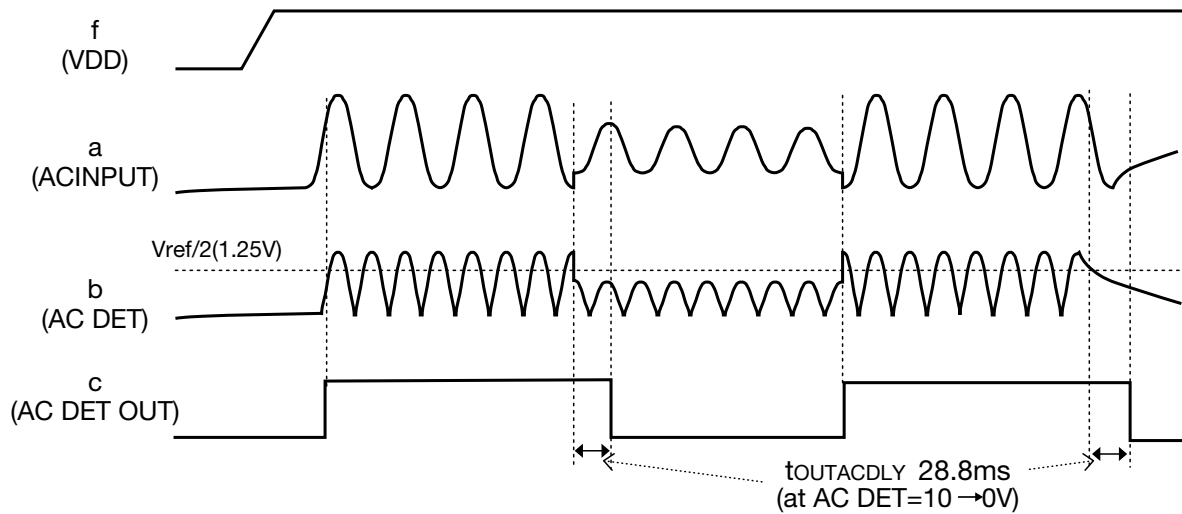 f
(VDD)
a
(ACINPUT)
Vref/2(1.25V)
b
(AC DET)
c
(AC DET OUT)
tOUTACDLY 28.8ms
(at AC DET=10→0V)